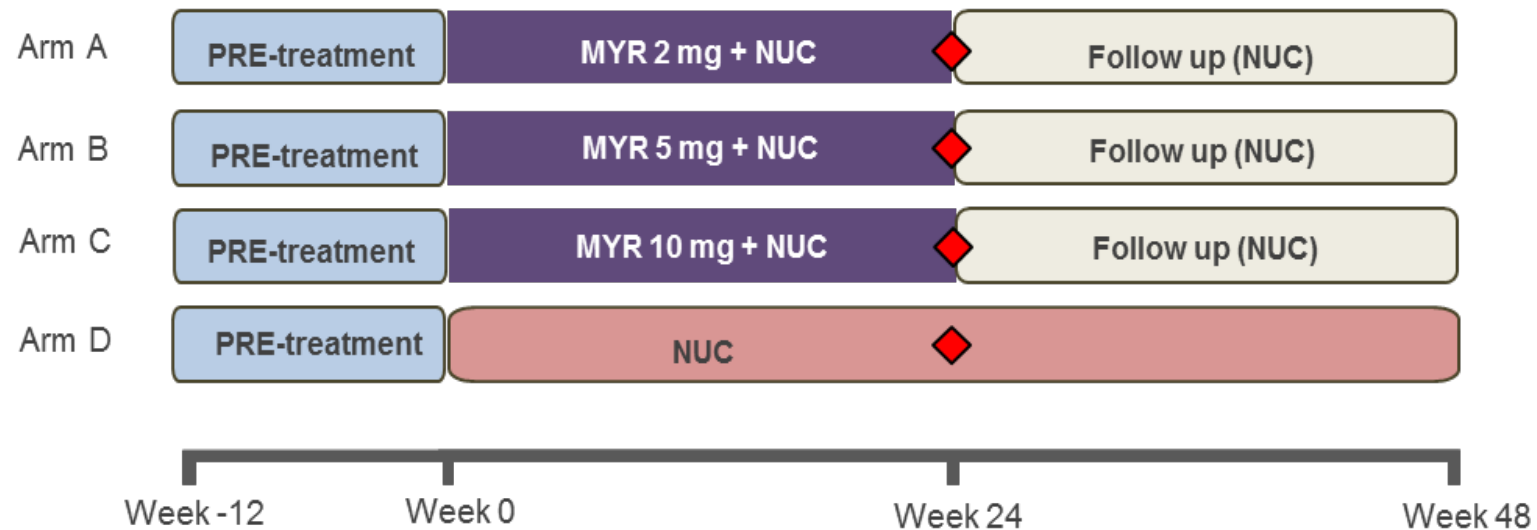 Arm A
PRE-treatment
MYR 2 mg + NUC
Follow up (NUC)
Arm B
PRE-treatment
MYR 5 mg + NUC
Follow up (NUC)
Arm C
PRE-treatment
MYR 10 mg + NUC
Follow up (NUC)
Arm D
PRE-treatment
NUC
Week -12
Week 0
Week 24
Week 48